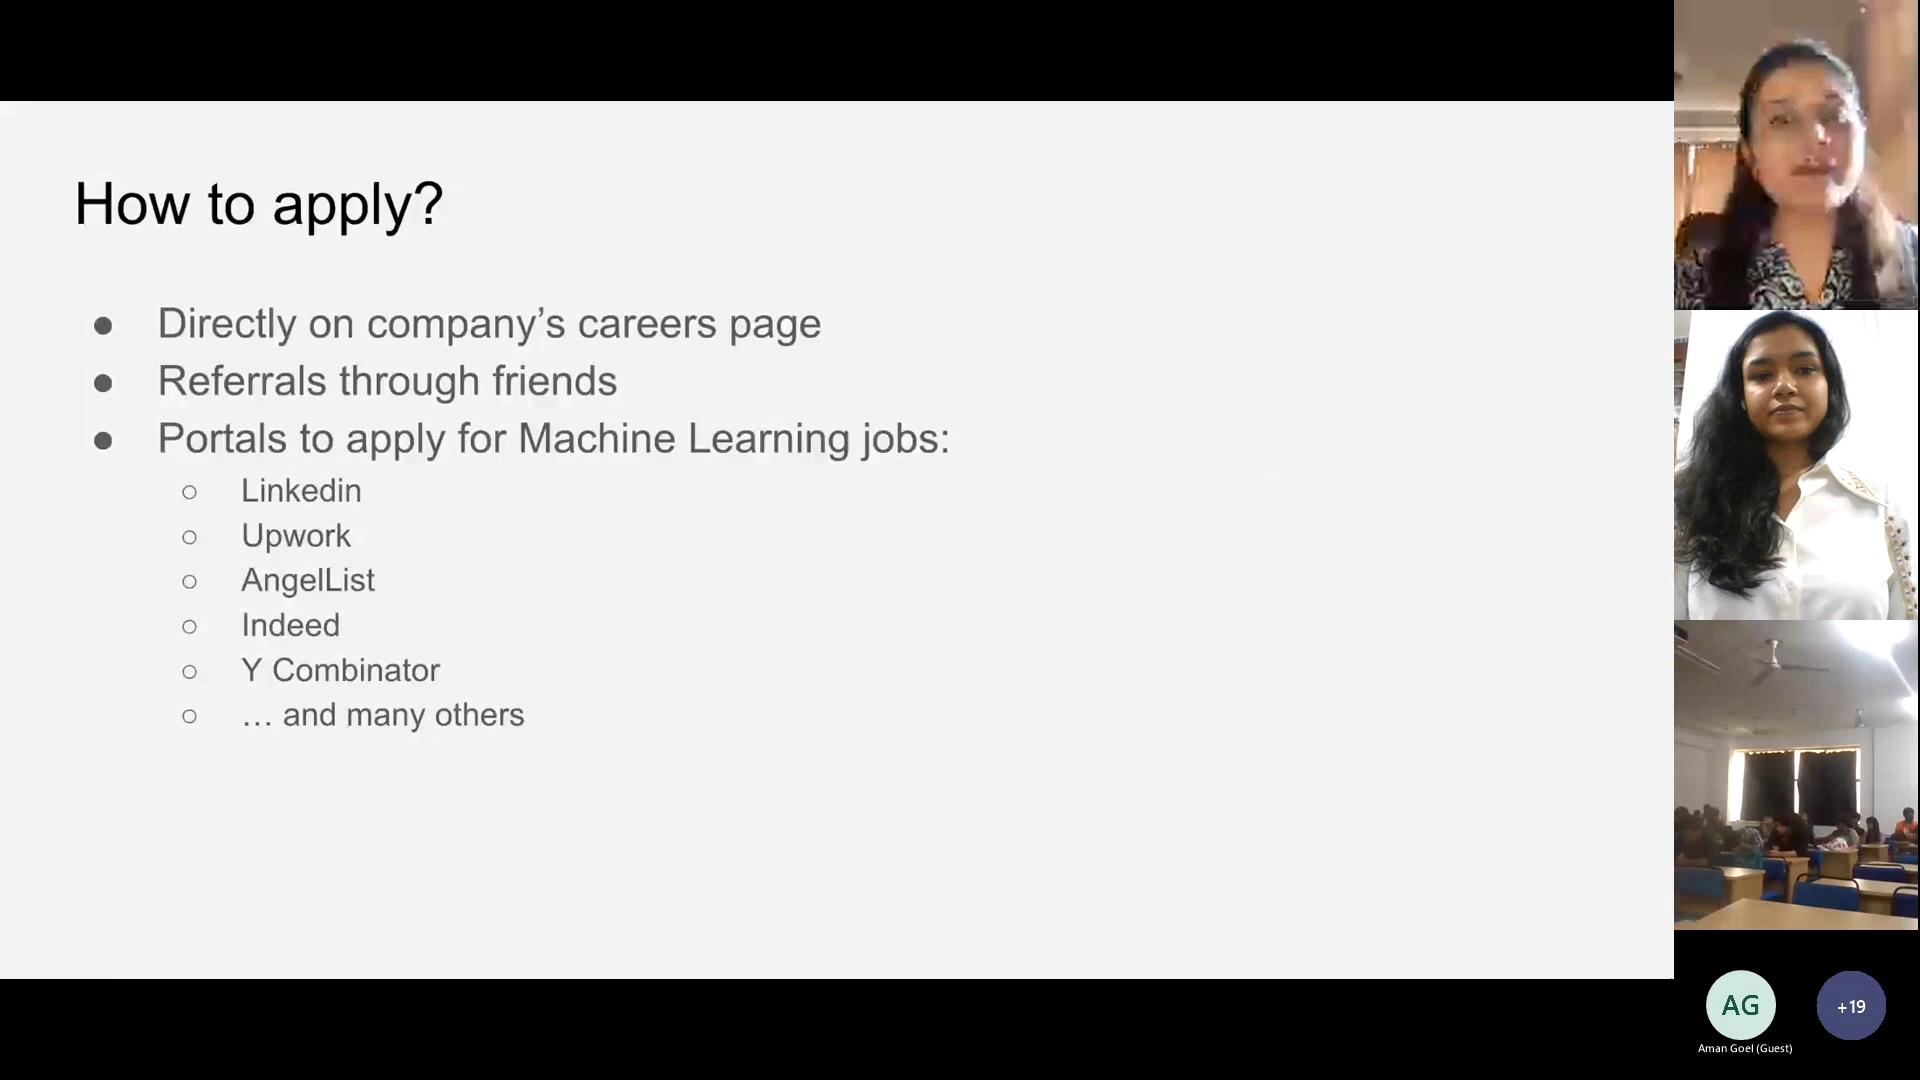 How to apply?
● Directly on company’s careers page
● Referrals through friends
● Portals to apply for Machine Learning jobs:
○ Linkedin
○ Upwork
○ AngelList
○ Indeed
○ Y Combinator
○ … and many others
AG
+19
Aman Goel (Guest)